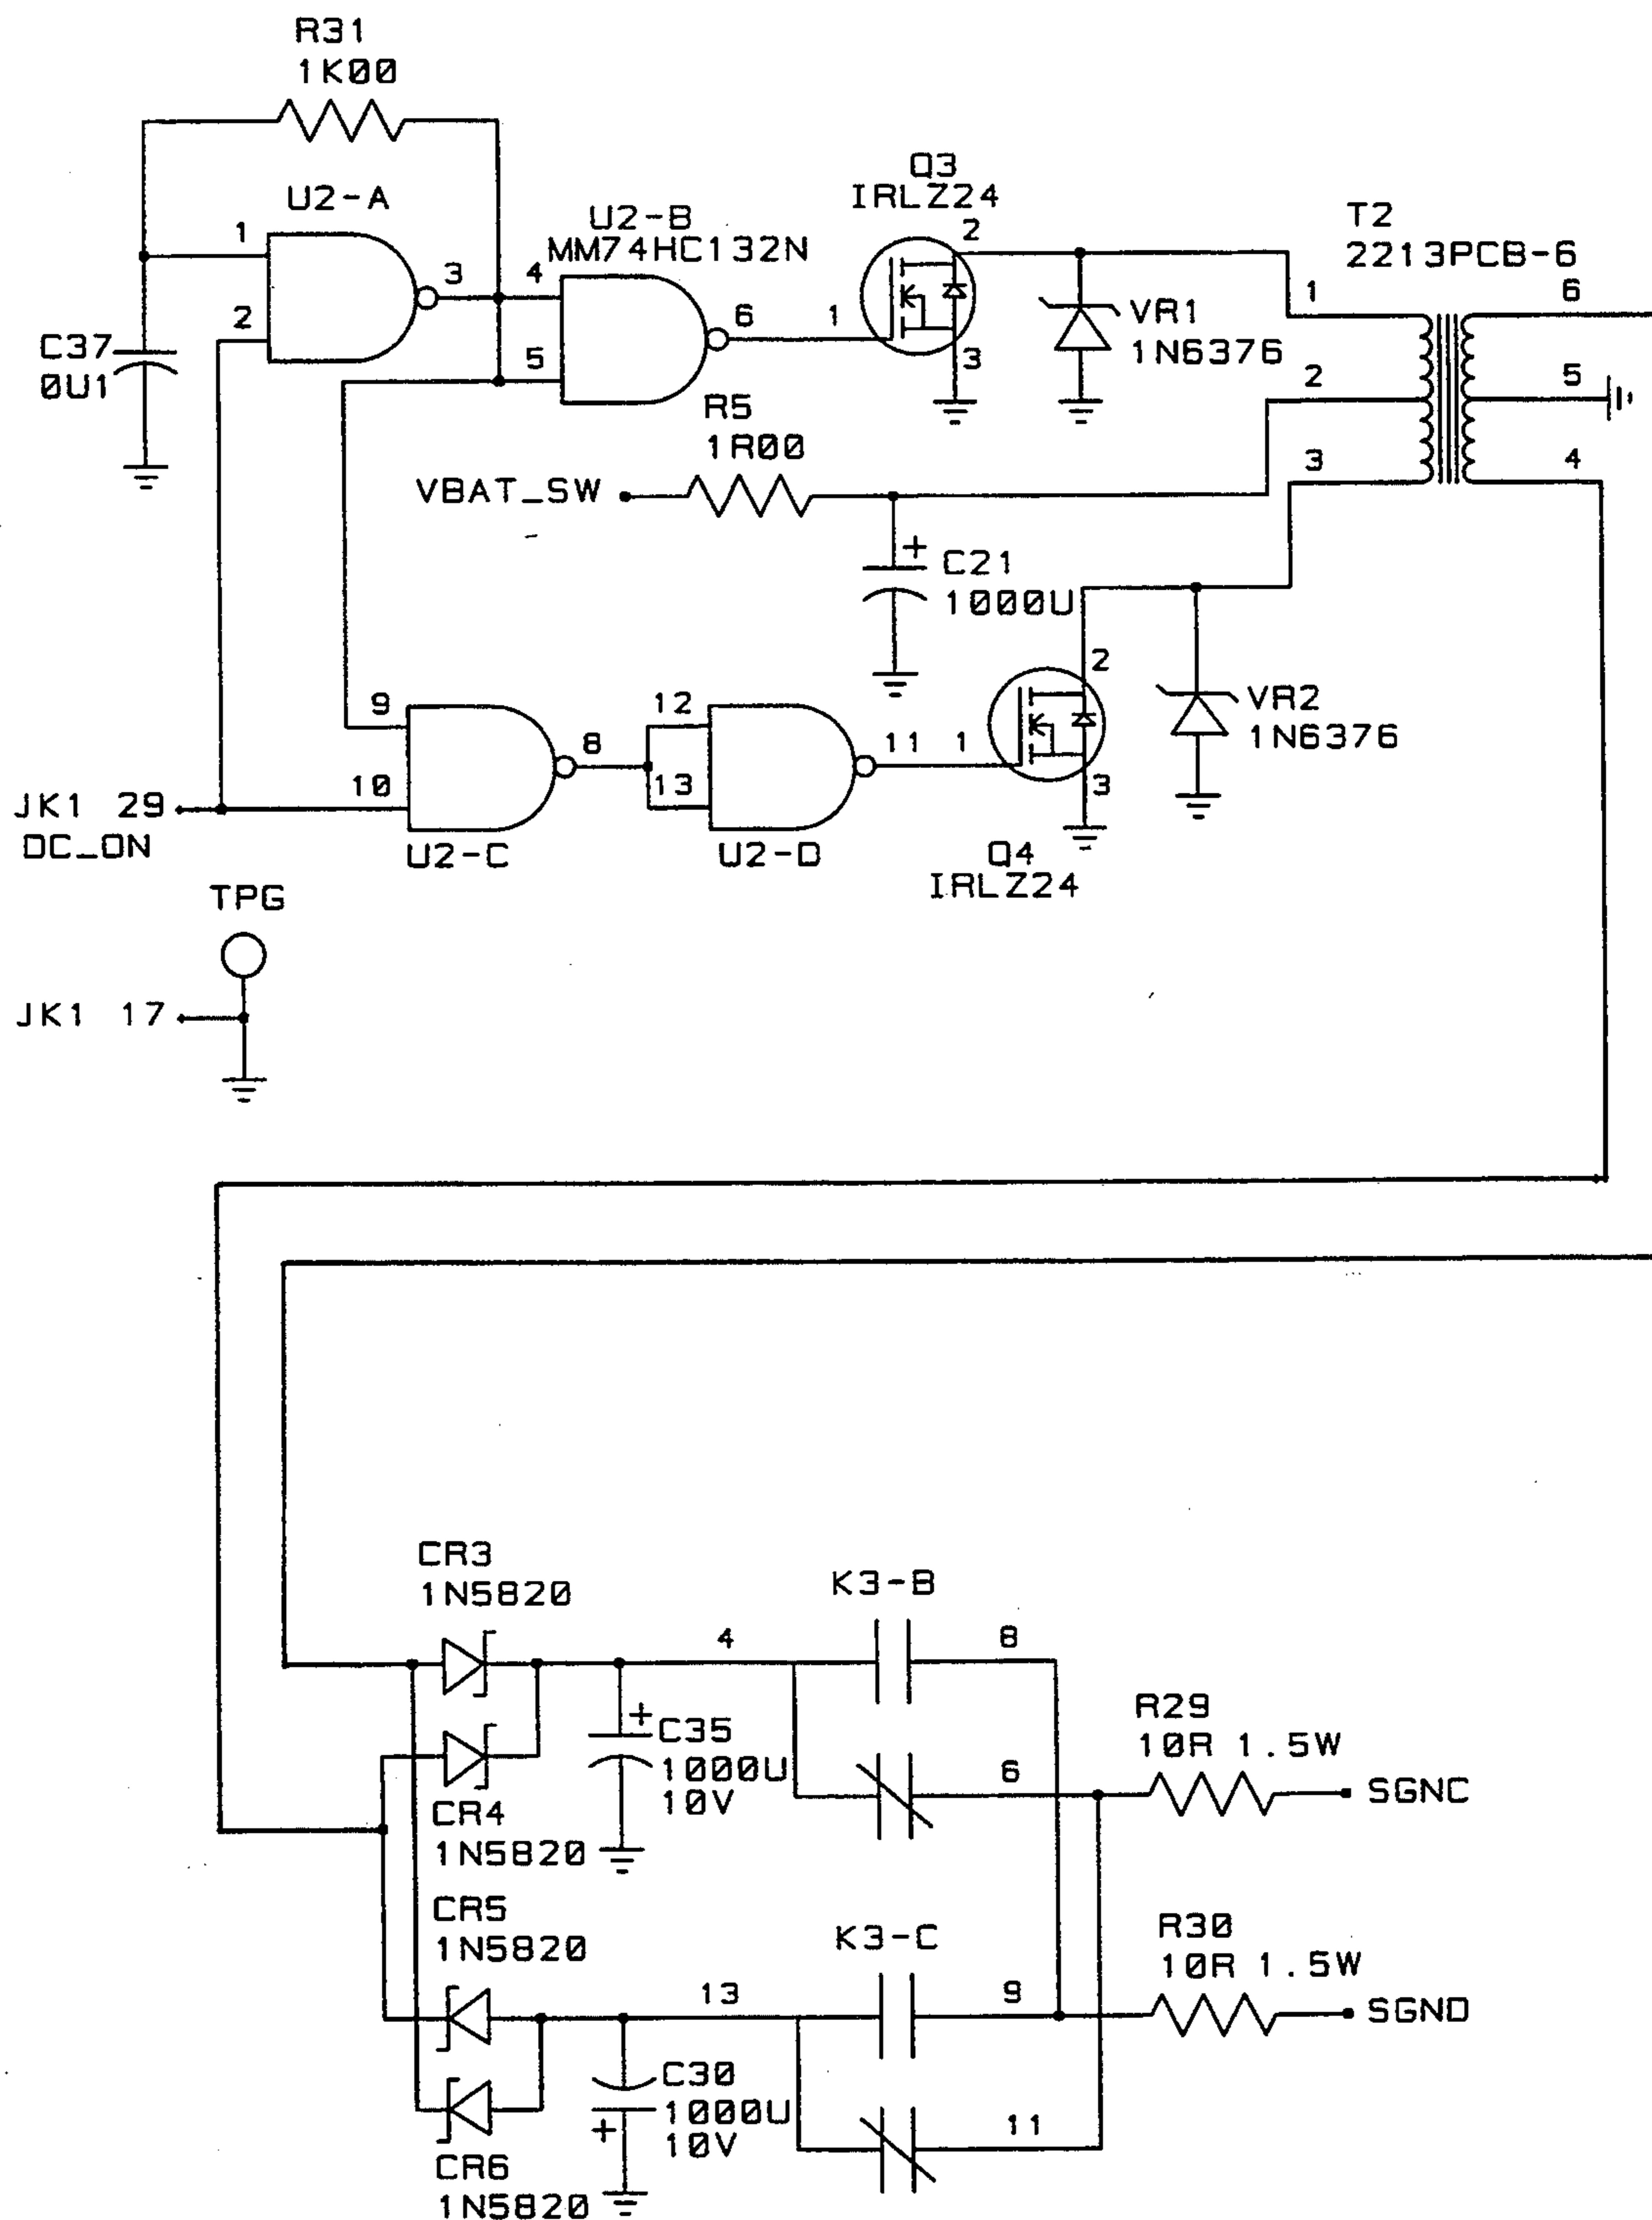 R31
1K00
U2-A
1
2
3
C37
0U1
U2-B
MM74HC132N
4
5
6
Q3
IRLZ24
1
2
3
VR1
1N6376
T2
2213PCB-6
1
2
3
6
5
4
R5
1R00
VBAT_SW
+
C21
1000U
9
10
8
U2-C
12
13
11
U2-D
1
2
3
Q4
IRLZ24
VR2
1N6376
JK1 29
DC_ON
TPG
JK1 17
CR3
1N5820
CR4
1N5820
+
C35
1000U
10V
K3-B
4
8
6
R29
10R 1.5W
SGNC
CR5
1N5820
CR6
1N5820
C30
1000U
10V
+
K3-C
13
9
11
R30
10R 1.5W
SGND